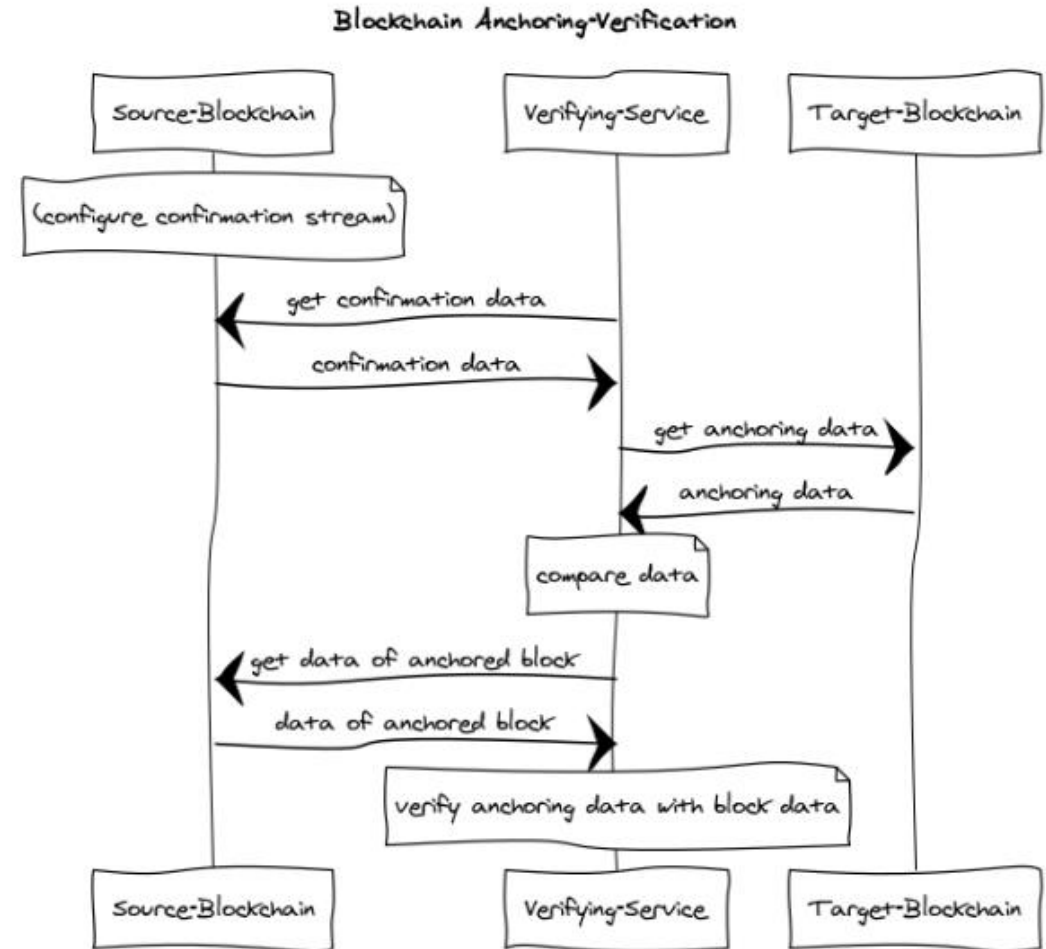 Blockchain Anchoring-Verification
Source-Blockchain
Verifying-Service
Target-Blockchain
(configure confirmation stream)
get confirmation data
confirmation data
get anchoring data
anchoring data
compare data
get data of anchored block
data of anchored block
verify anchoring data with block data
Source-Blockchain
Verifying-Service
Target-Blockchain